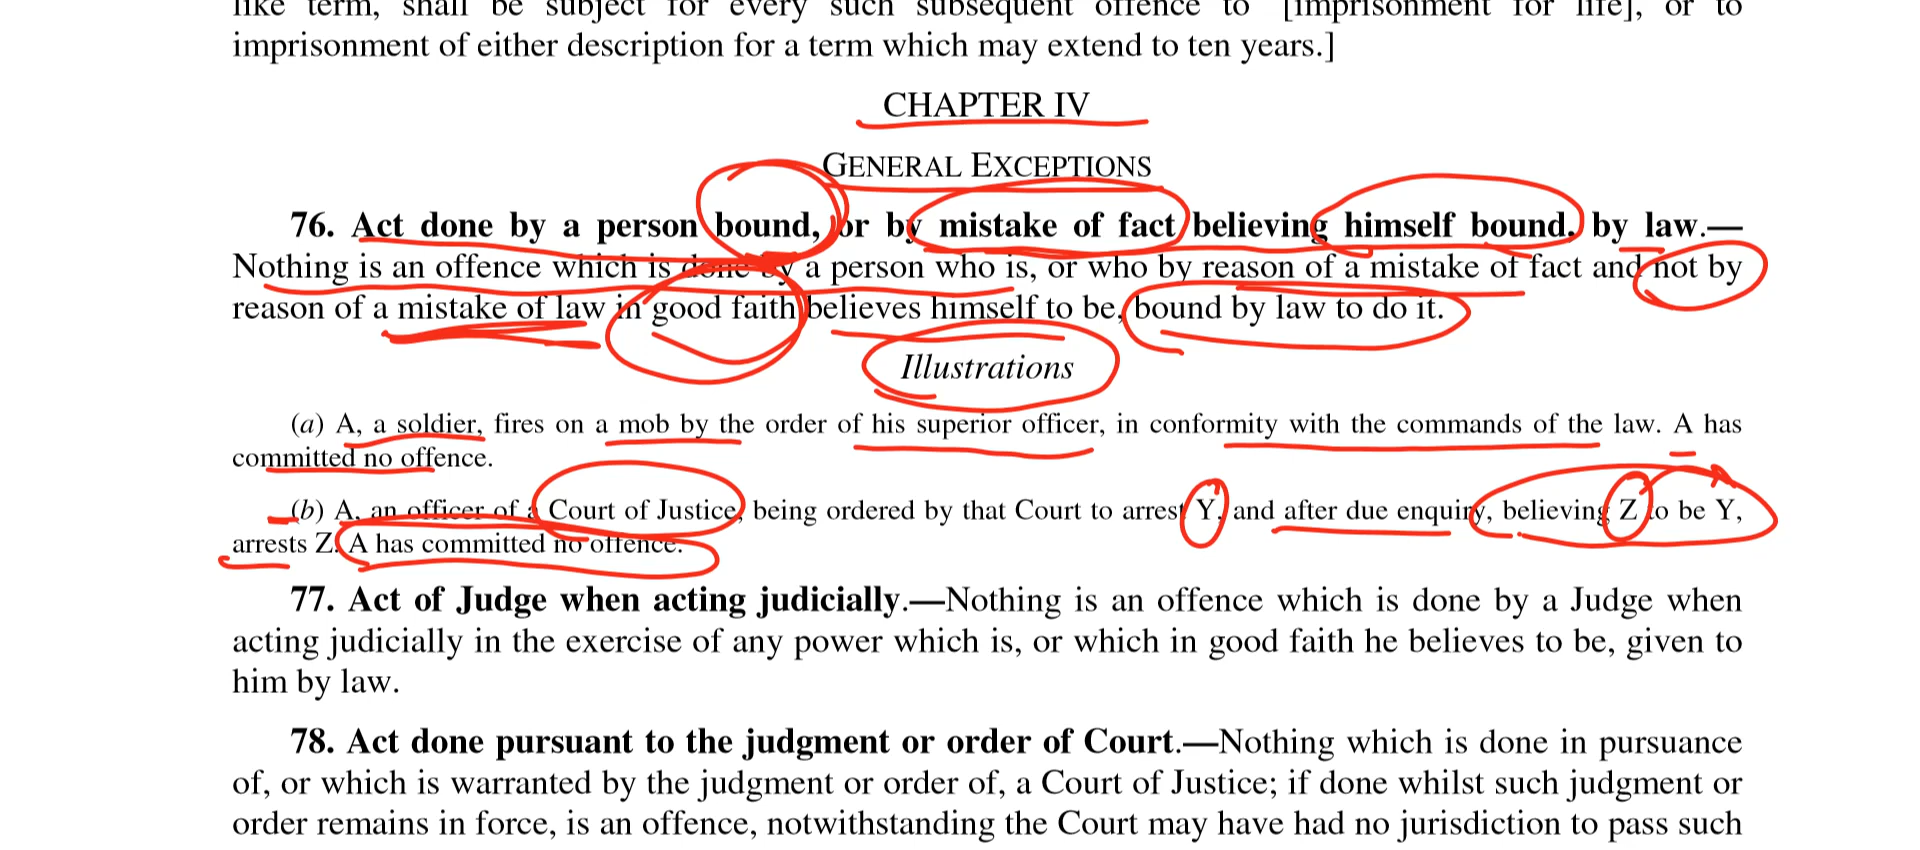 like term, shall be subject for every such subsequent offence to [imprisonment for life], or to
imprisonment of either description for a term which may extend to ten years.]
CHAPTER IV
GENERAL EXCEPTIONS
76. Act done by a person bound, or by mistake of fact believing himself bound, by law.—
Nothing is an offence which is done by a person who is, or who by reason of a mistake of fact and not by
reason of a mistake of law in good faith believes himself to be, bound by law to do it.
Illustrations
(a) A, a soldier, fires on a mob by the order of his superior officer, in conformity with the commands of the law. A has
committed no offence.
(b) A, an officer of a Court of Justice, being ordered by that Court to arrest Y, and after due enquiry, believing Z to be Y,
arrests Z. A has committed no offence.
77. Act of Judge when acting judicially.—Nothing is an offence which is done by a Judge when
acting judicially in the exercise of any power which is, or which in good faith he believes to be, given to
him by law.
78. Act done pursuant to the judgment or order of Court.—Nothing which is done in pursuance
of, or which is warranted by the judgment or order of, a Court of Justice; if done whilst such judgment or
order remains in force, is an offence, notwithstanding the Court may have had no jurisdiction to pass such